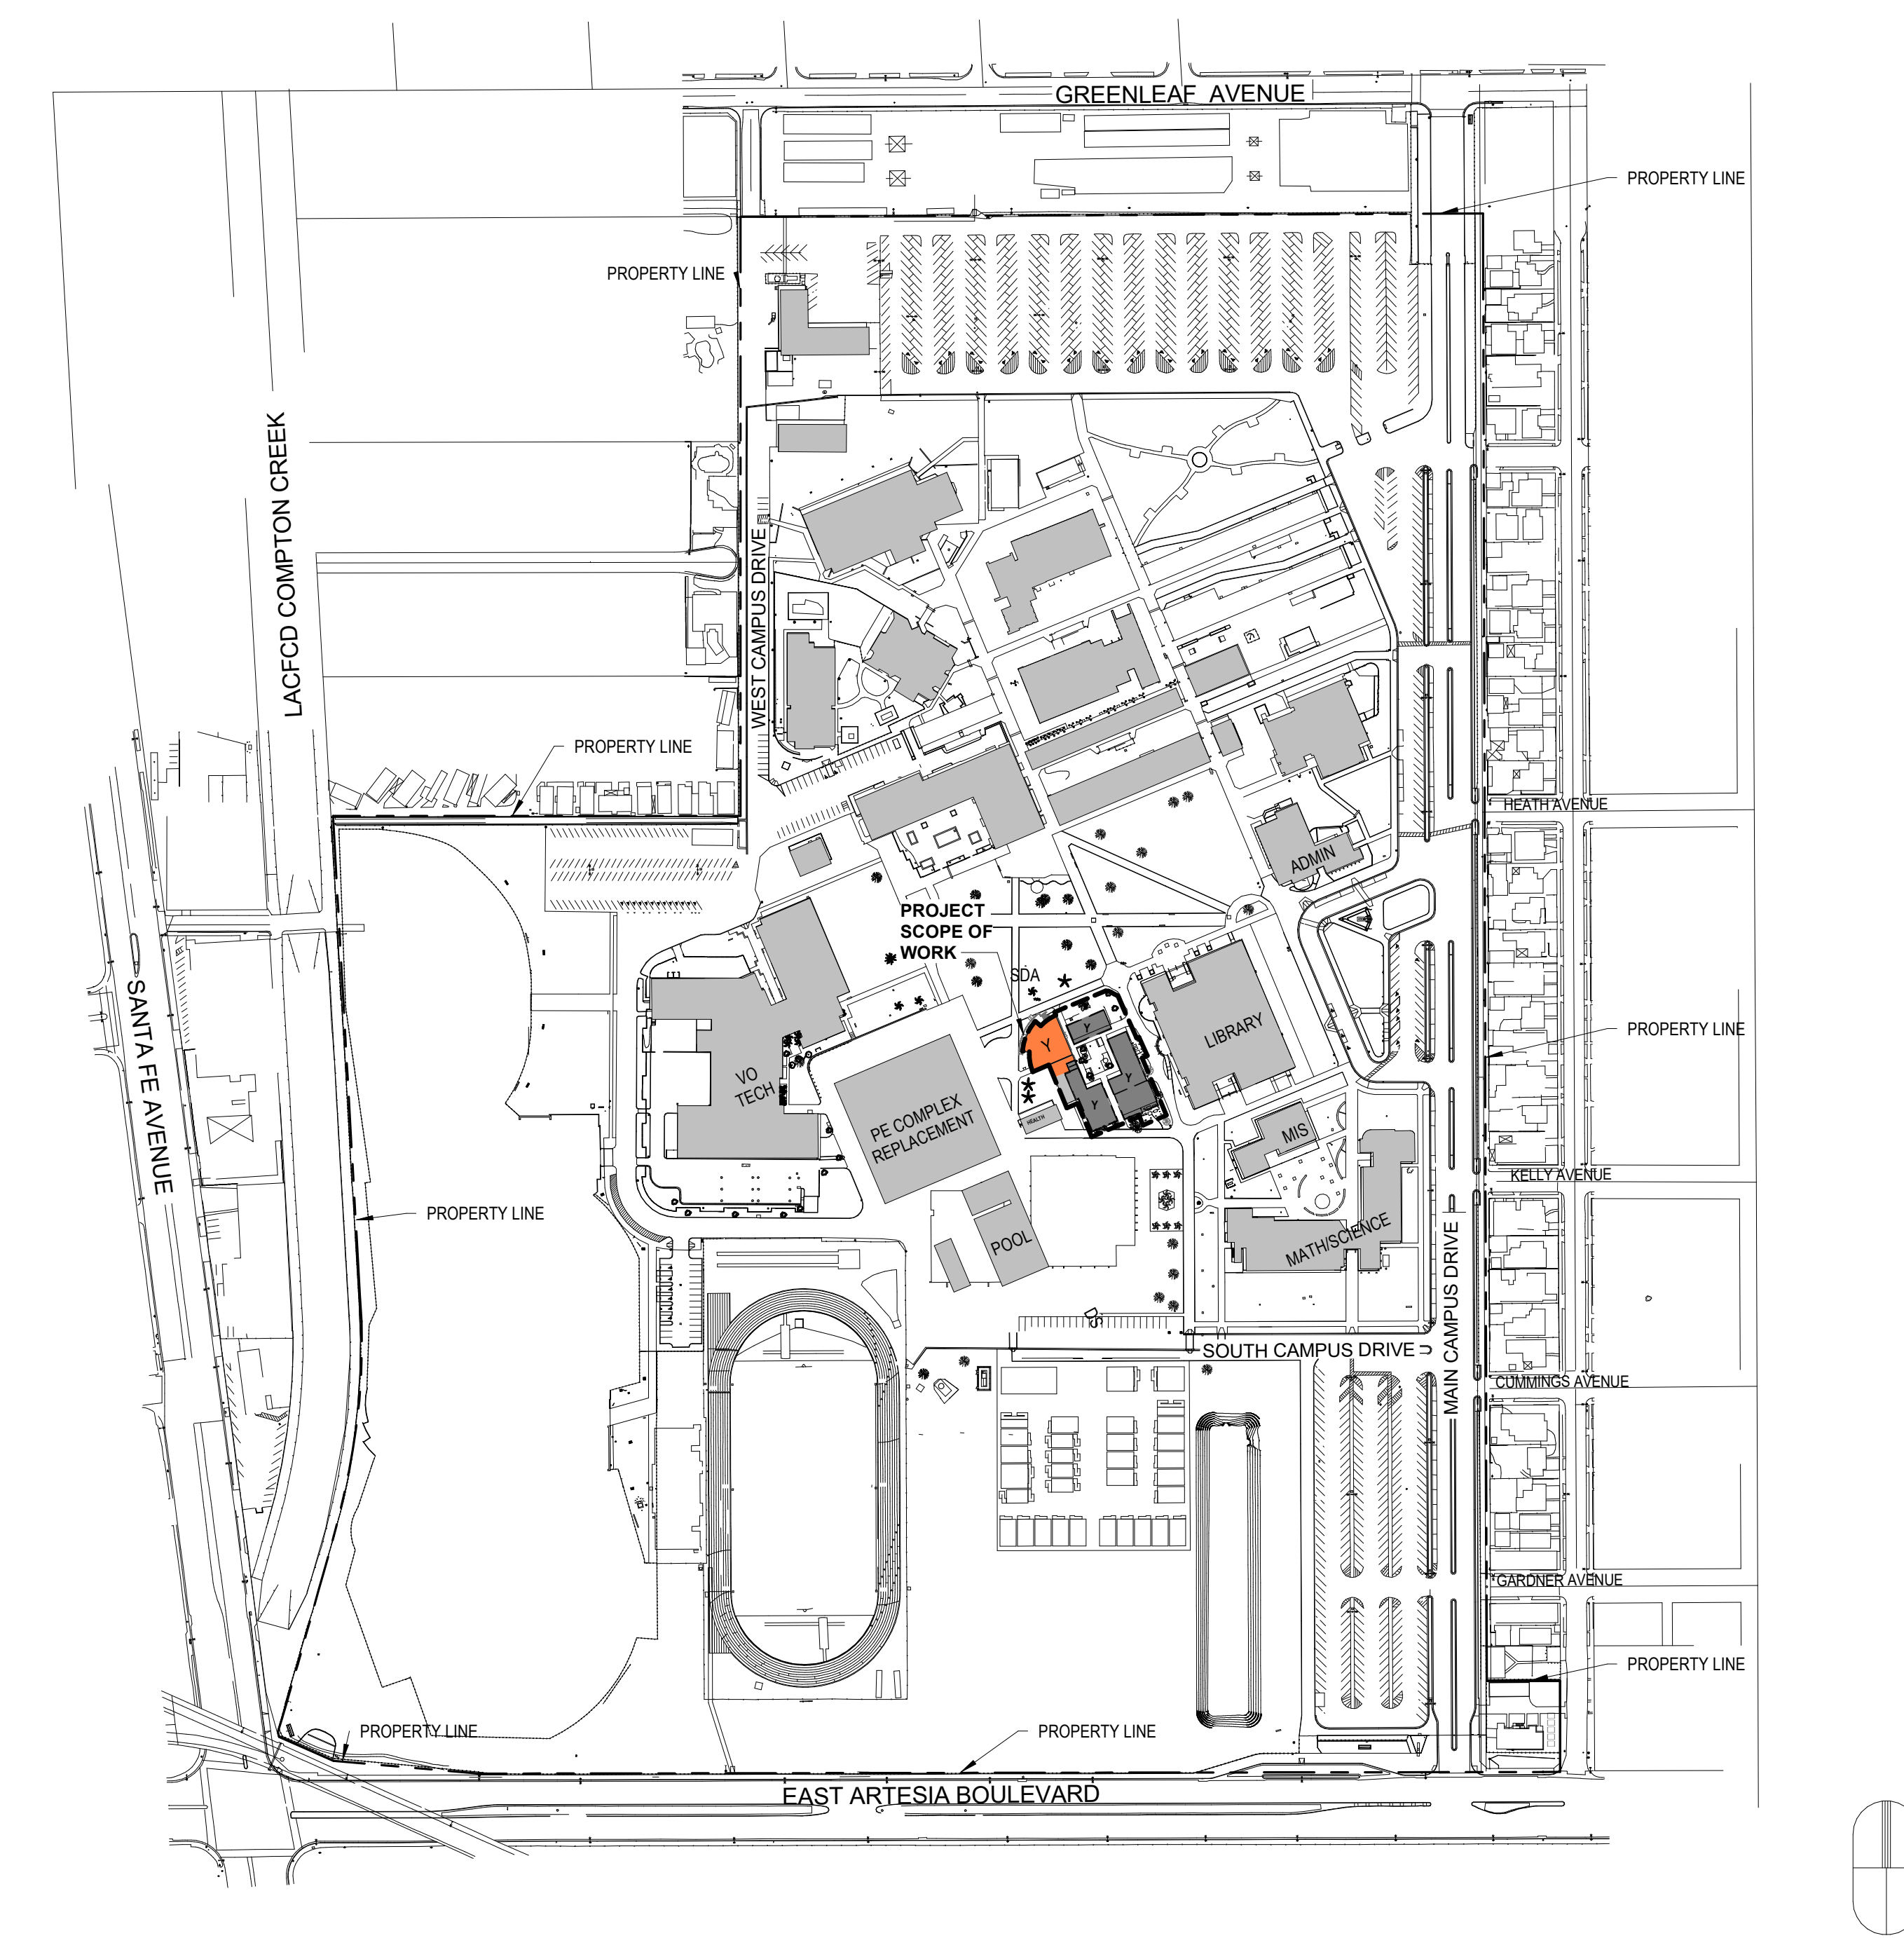 GREENLEAF AVENUE
PROPERTY LINE
PROPERTY LINE
LACFCD COMPTON CREEK
WEST CAMPUS DRIVE
PROPERTY LINE
HEATH AVENUE
ADMIN
PROJECT
SCOPE OF
WORK
SDA
SANTA FE AVENUE
LIBRARY
PROPERTY LINE
Y
Y
Y
Y
VO
TECH
PE COMPLEX
REPLACEMENT
HEALTH
MIS
KELLY AVENUE
PROPERTY LINE
POOL
MATH/SCIENCE
MAIN CAMPUS DRIVE
SOUTH CAMPUS DRIVE
CUMMINGS AVENUE
GARDNER AVENUE
PROPERTY LINE
PROPERTY LINE
PROPERTY LINE
EAST ARTESIA BOULEVARD